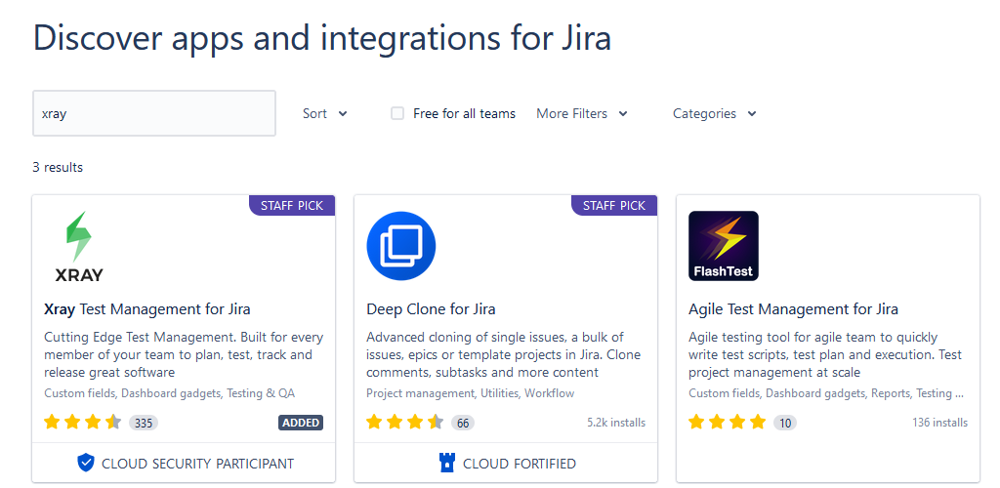 Discover apps and integrations for Jira
xray
Sort
Free for all teams
More Filters
Categories
3 results
STAFF PICK
XRAY
Xray Test Management for Jira
Cutting Edge Test Management. Built for every
member of your team to plan, test, track and
release great software
Custom fields, Dashboard gadgets, Testing & QA
335
ADDED
CLOUD SECURITY PARTICIPANT
STAFF PICK
Deep Clone for Jira
Advanced cloning of single issues, a bulk of
issues, epics or template projects in Jira. Clone
comments, subtasks and more content
Project management, Utilities, Workflow
66
5.2k installs
CLOUD FORTIFIED
FlashTest
Agile Test Management for Jira
Agile testing tool for agile team to quickly
write test scripts, test plan and execution. Test
project management at scale
Custom fields, Dashboard gadgets, Reports, Testing ...
10
136 installs